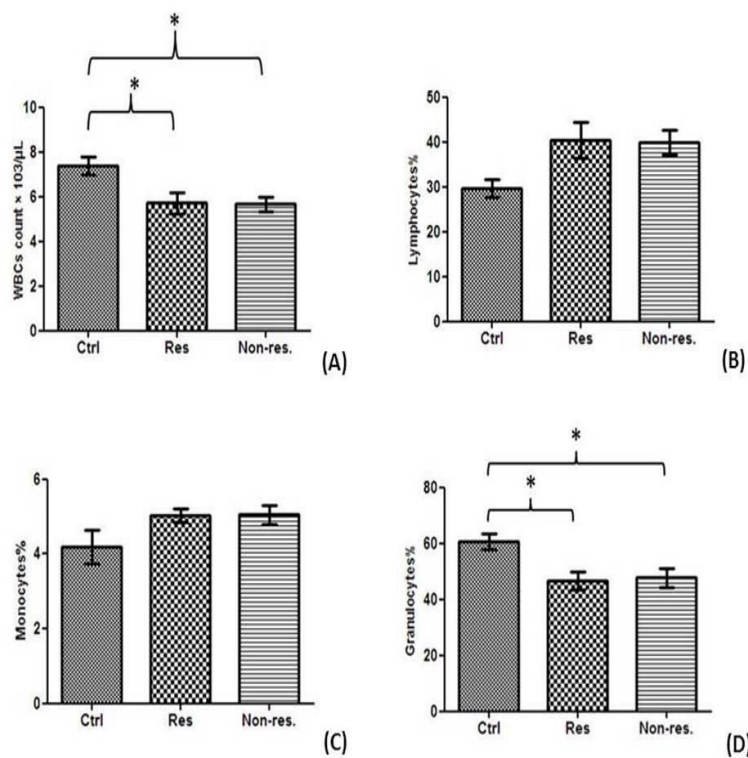 *
*
10
8
6
4
2
0
WBCs count × 103/µL
Ctrl Res Non-res.
(A)
50
40
30
20
10
0
Lymphocytes%
Ctrl Res Non-res.
(B)
6
4
2
0
Monocytes%
Ctrl Res Non-res.
(C)
*
*
80
60
40
20
0
Granulocytes%
Ctrl Res Non-res.
(D)